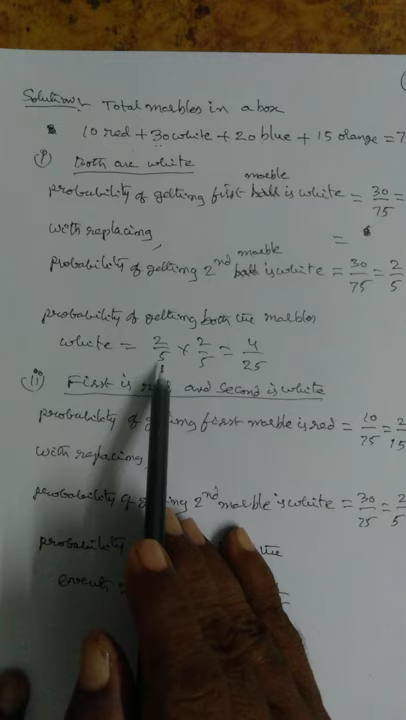 Solution:- Total marbles in a box
10 red + 30 white + 20 blue + 15 orange = 7
(i) Both are white
marble
probability of getting first ball is white = 30/75 =
with replacing, =
marble
probability of getting 2nd ball is white = 30/75 = 2/5
probability of getting both the marbles
white = 2/5 × 2/5 = 4/25
(ii) First is red and second is white
probability of getting first marble is red = 10/75 = 2/15
with replacing,
probability of getting 2nd marble is white = 30/75 = 2/5
probability the
events